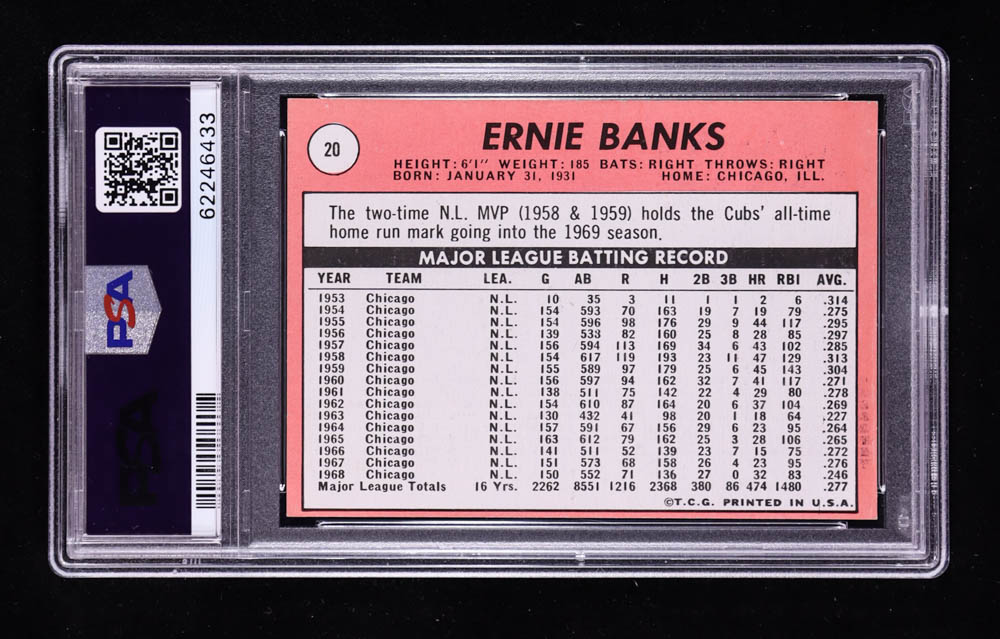 62246433
PSA
PSA
20
ERNIE BANKS
HEIGHT: 6'1" WEIGHT: 185 BATS: RIGHT THROWS: RIGHT
BORN: JANUARY 31, 1931 HOME: CHICAGO, ILL.
The two-time N.L. MVP (1958 & 1959) holds the Cubs' all-time
home run mark going into the 1969 season.
MAJOR LEAGUE BATTING RECORD
YEAR TEAM LEA. G AB R H 2B 3B HR RBI AVG.
1953 Chicago N.L. 10 35 3 11 1 1 2 6 .314
1954 Chicago N.L. 154 593 70 163 19 7 19 79 .275
1955 Chicago N.L. 154 596 98 176 29 9 44 117 .295
1956 Chicago N.L. 139 533 82 160 25 8 28 85 .297
1957 Chicago N.L. 156 594 113 169 34 6 43 102 .285
1958 Chicago N.L. 154 617 119 193 23 11 47 129 .313
1959 Chicago N.L. 155 589 97 179 25 6 45 143 .304
1960 Chicago N.L. 156 597 94 162 32 7 41 117 .271
1961 Chicago N.L. 138 511 75 142 22 4 29 80 .278
1962 Chicago N.L. 154 610 87 164 20 6 37 104 .269
1963 Chicago N.L. 130 432 41 98 20 1 18 64 .227
1964 Chicago N.L. 157 591 67 156 29 6 23 95 .264
1965 Chicago N.L. 163 612 79 162 25 3 28 106 .265
1966 Chicago N.L. 141 511 52 139 23 7 15 75 .272
1967 Chicago N.L. 151 573 68 158 26 4 23 95 .276
1968 Chicago N.L. 150 552 71 136 27 0 32 83 .246
Major League Totals 16 Yrs. 2262 8551 1216 2368 380 86 474 1480 .277
©T.C.G. PRINTED IN U.S.A.